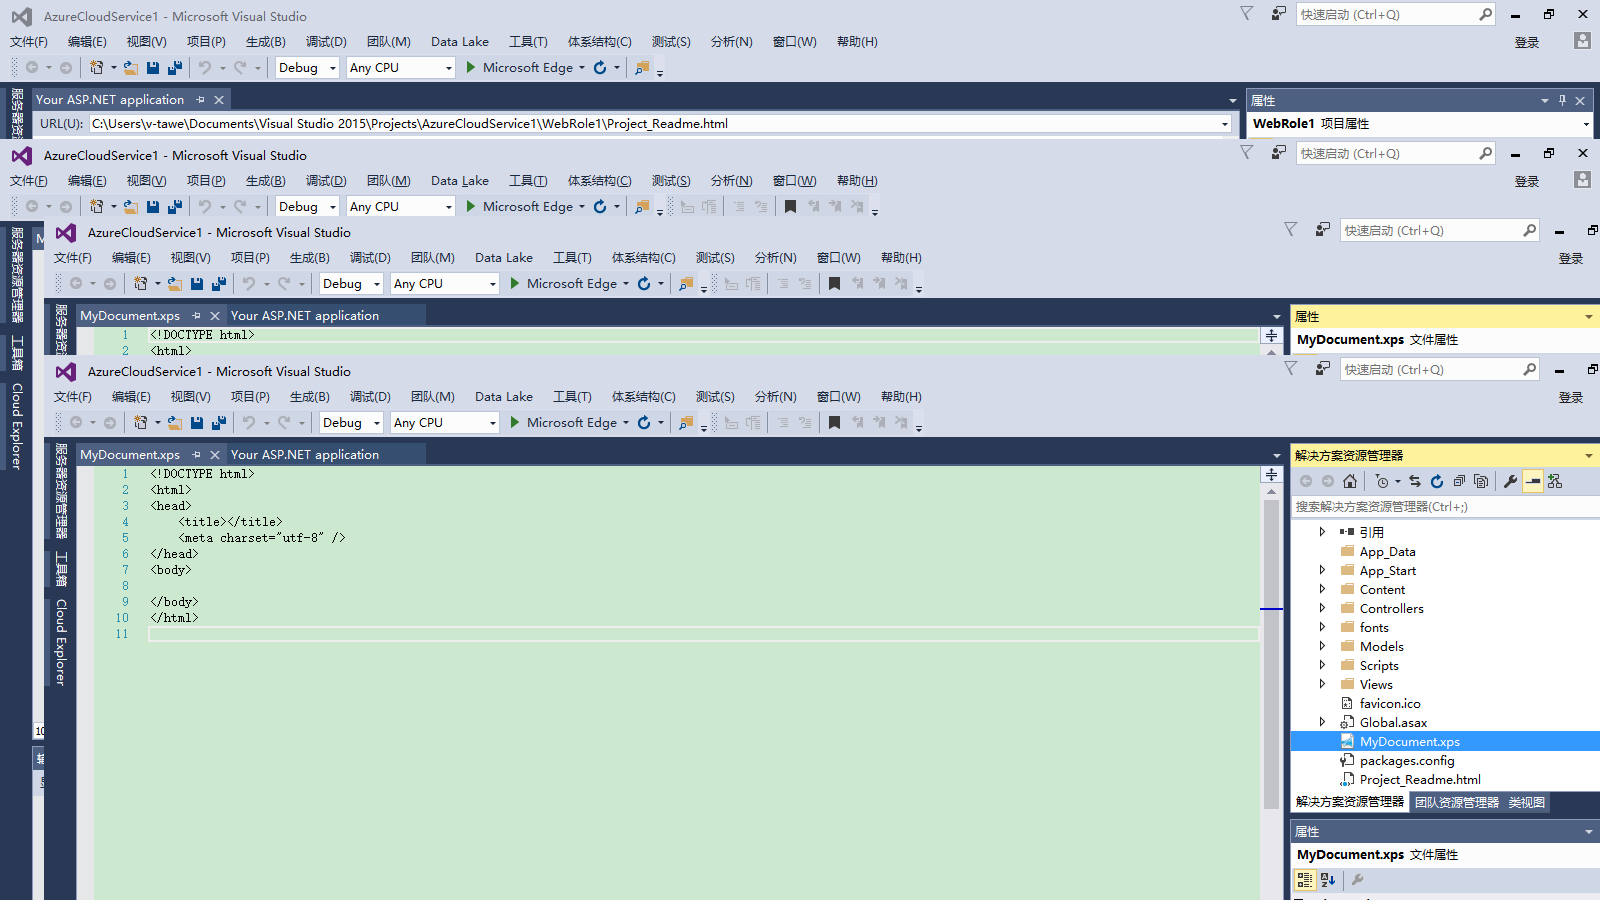 AzureCloudService1 - Microsoft Visual Studio
快速启动 (Ctrl+Q)
文件(F) 编辑(E) 视图(V) 项目(P) 生成(B) 调试(D) 团队(M) Data Lake 工具(T) 体系结构(C) 测试(S) 分析(N) 窗口(W) 帮助(H)
登录
Debug Any CPU Microsoft Edge
Your ASP.NET application
属性
URL(U): C:\Users\v-tawe\Documents\Visual Studio 2015\Projects\AzureCloudService1\WebRole1\Project_Readme.html
WebRole1 项目属性
AzureCloudService1 - Microsoft Visual Studio
快速启动 (Ctrl+Q)
文件(F) 编辑(E) 视图(V) 项目(P) 生成(B) 调试(D) 团队(M) Data Lake 工具(T) 体系结构(C) 测试(S) 分析(N) 窗口(W) 帮助(H)
登录
Debug Any CPU Microsoft Edge
服务器资源管理器
工具箱
Cloud Explorer
AzureCloudService1 - Microsoft Visual Studio
快速启动 (Ctrl+Q)
文件(F) 编辑(E) 视图(V) 项目(P) 生成(B) 调试(D) 团队(M) Data Lake 工具(T) 体系结构(C) 测试(S) 分析(N) 窗口(W) 帮助(H)
登录
Debug Any CPU Microsoft Edge
MyDocument.xps Your ASP.NET application
属性
1 <!DOCTYPE html>
2 <html>
MyDocument.xps 文件属性
AzureCloudService1 - Microsoft Visual Studio
快速启动 (Ctrl+Q)
文件(F) 编辑(E) 视图(V) 项目(P) 生成(B) 调试(D) 团队(M) Data Lake 工具(T) 体系结构(C) 测试(S) 分析(N) 窗口(W) 帮助(H)
登录
Debug Any CPU Microsoft Edge
服务器资源管理器
工具箱
Cloud Explorer
MyDocument.xps Your ASP.NET application
1 <!DOCTYPE html>
2 <html>
3 <head>
4 <title></title>
5 <meta charset="utf-8" />
6 </head>
7 <body>
8
9 </body>
10 </html>
11
解决方案资源管理器
搜索解决方案资源管理器(Ctrl+;)
引用
App_Data
App_Start
Content
Controllers
fonts
Models
Scripts
Views
favicon.ico
Global.asax
MyDocument.xps
packages.config
Project_Readme.html
解决方案资源管理器 团队资源管理器 类视图
属性
MyDocument.xps 文件属性